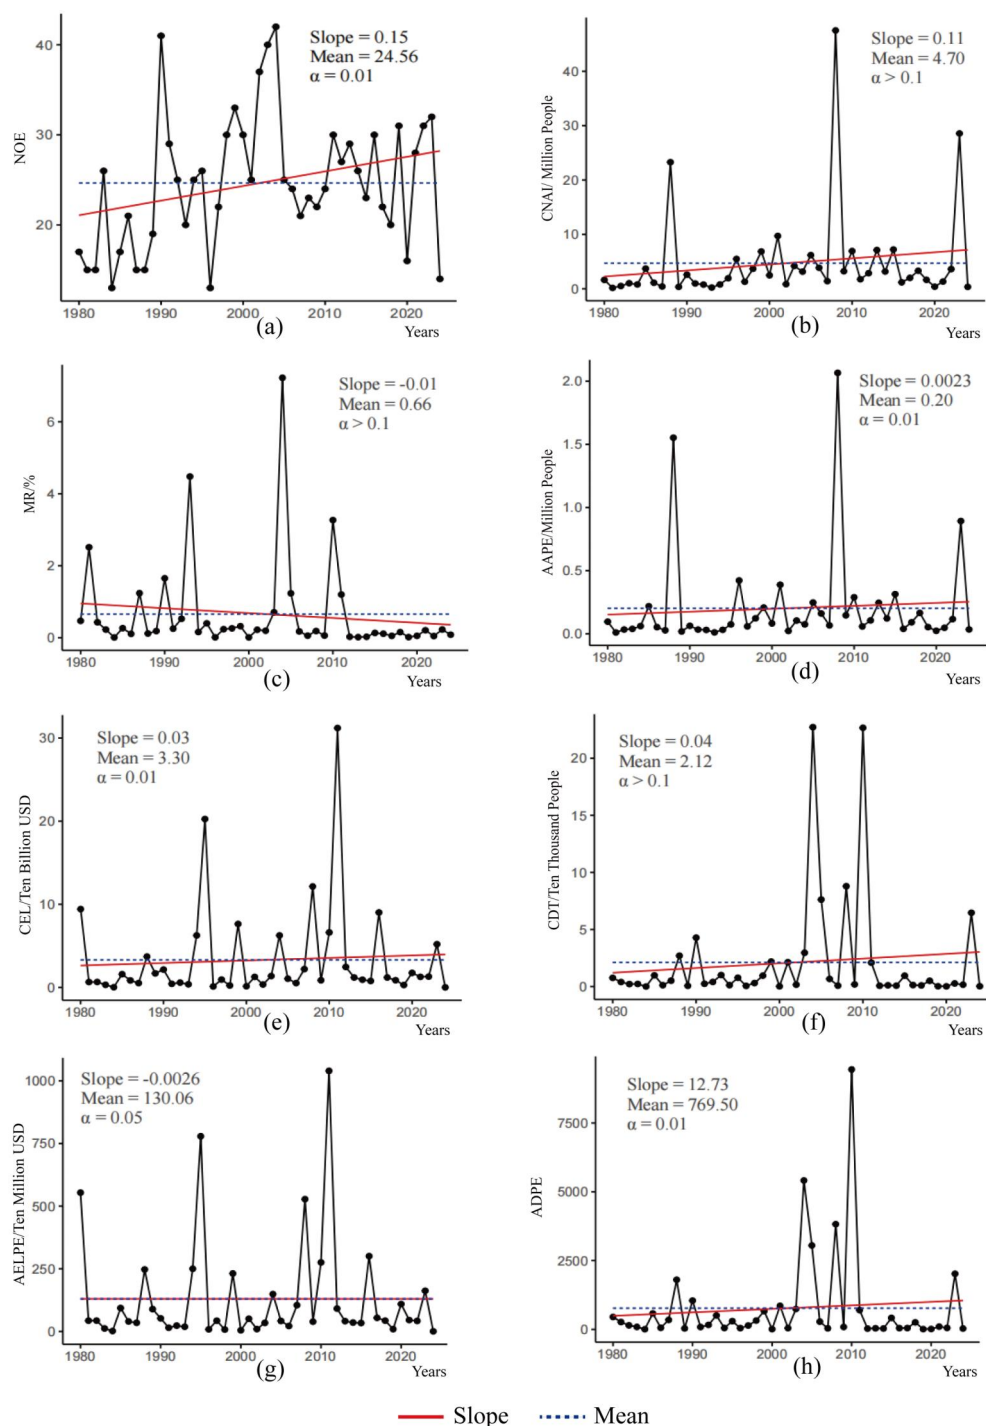 NOE
40
30
20
Slope = 0.15
Mean = 24.56
α = 0.01
1980 1990 2000 2010 2020
(a)
Years
CNAI/ Million People
40
30
20
10
0
Slope = 0.11
Mean = 4.70
α > 0.1
1980 1990 2000 2010 2020
(b)
Years
MR/%
6
4
2
0
Slope = -0.01
Mean = 0.66
α > 0.1
1980 1990 2000 2010 2020
(c)
Years
AAPE/Million People
2.0
1.5
1.0
0.5
0.0
Slope = 0.0023
Mean = 0.20
α = 0.01
1980 1990 2000 2010 2020
(d)
Years
CEL/Ten Billion USD
30
20
10
0
Slope = 0.03
Mean = 3.30
α = 0.01
1980 1990 2000 2010 2020
(e)
Years
CDT/Ten Thousand People
20
15
10
5
0
Slope = 0.04
Mean = 2.12
α > 0.1
1980 1990 2000 2010 2020
(f)
Years
AELPE/Ten Million USD
1000
750
500
250
0
Slope = -0.0026
Mean = 130.06
α = 0.05
1980 1990 2000 2010 2020
(g)
Years
ADPE
7500
5000
2500
0
Slope = 12.73
Mean = 769.50
α = 0.01
1980 1990 2000 2010 2020
(h)
Years
Slope Mean